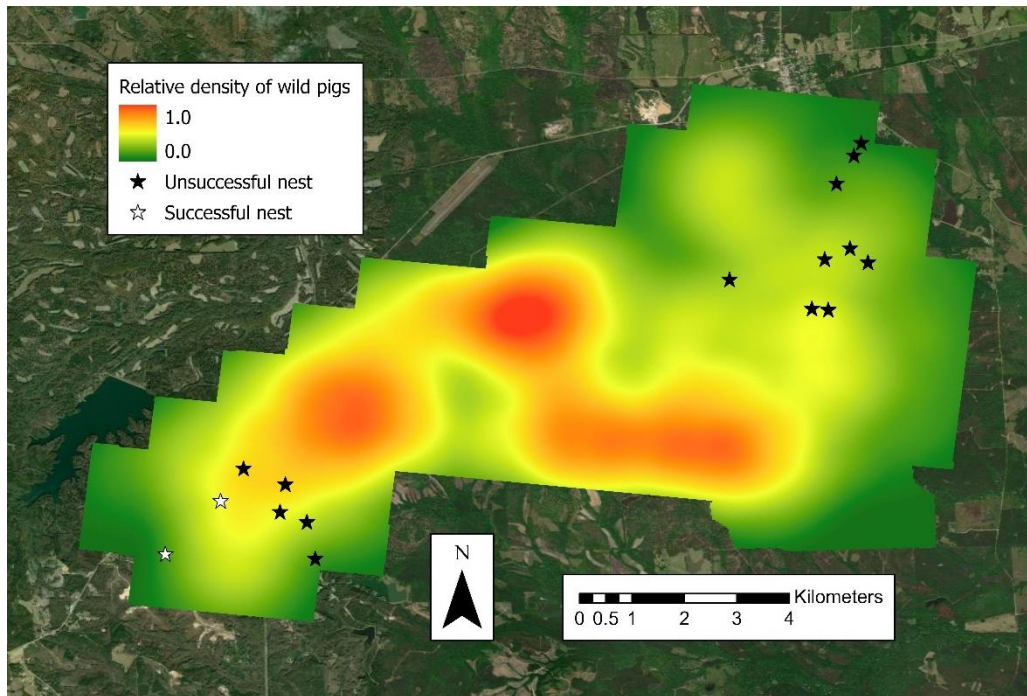 Relative density of wild pigs
1.0
0.0
Unsuccessful nest
Successful nest
N
Kilometers
0 0.5 1 2 3 4